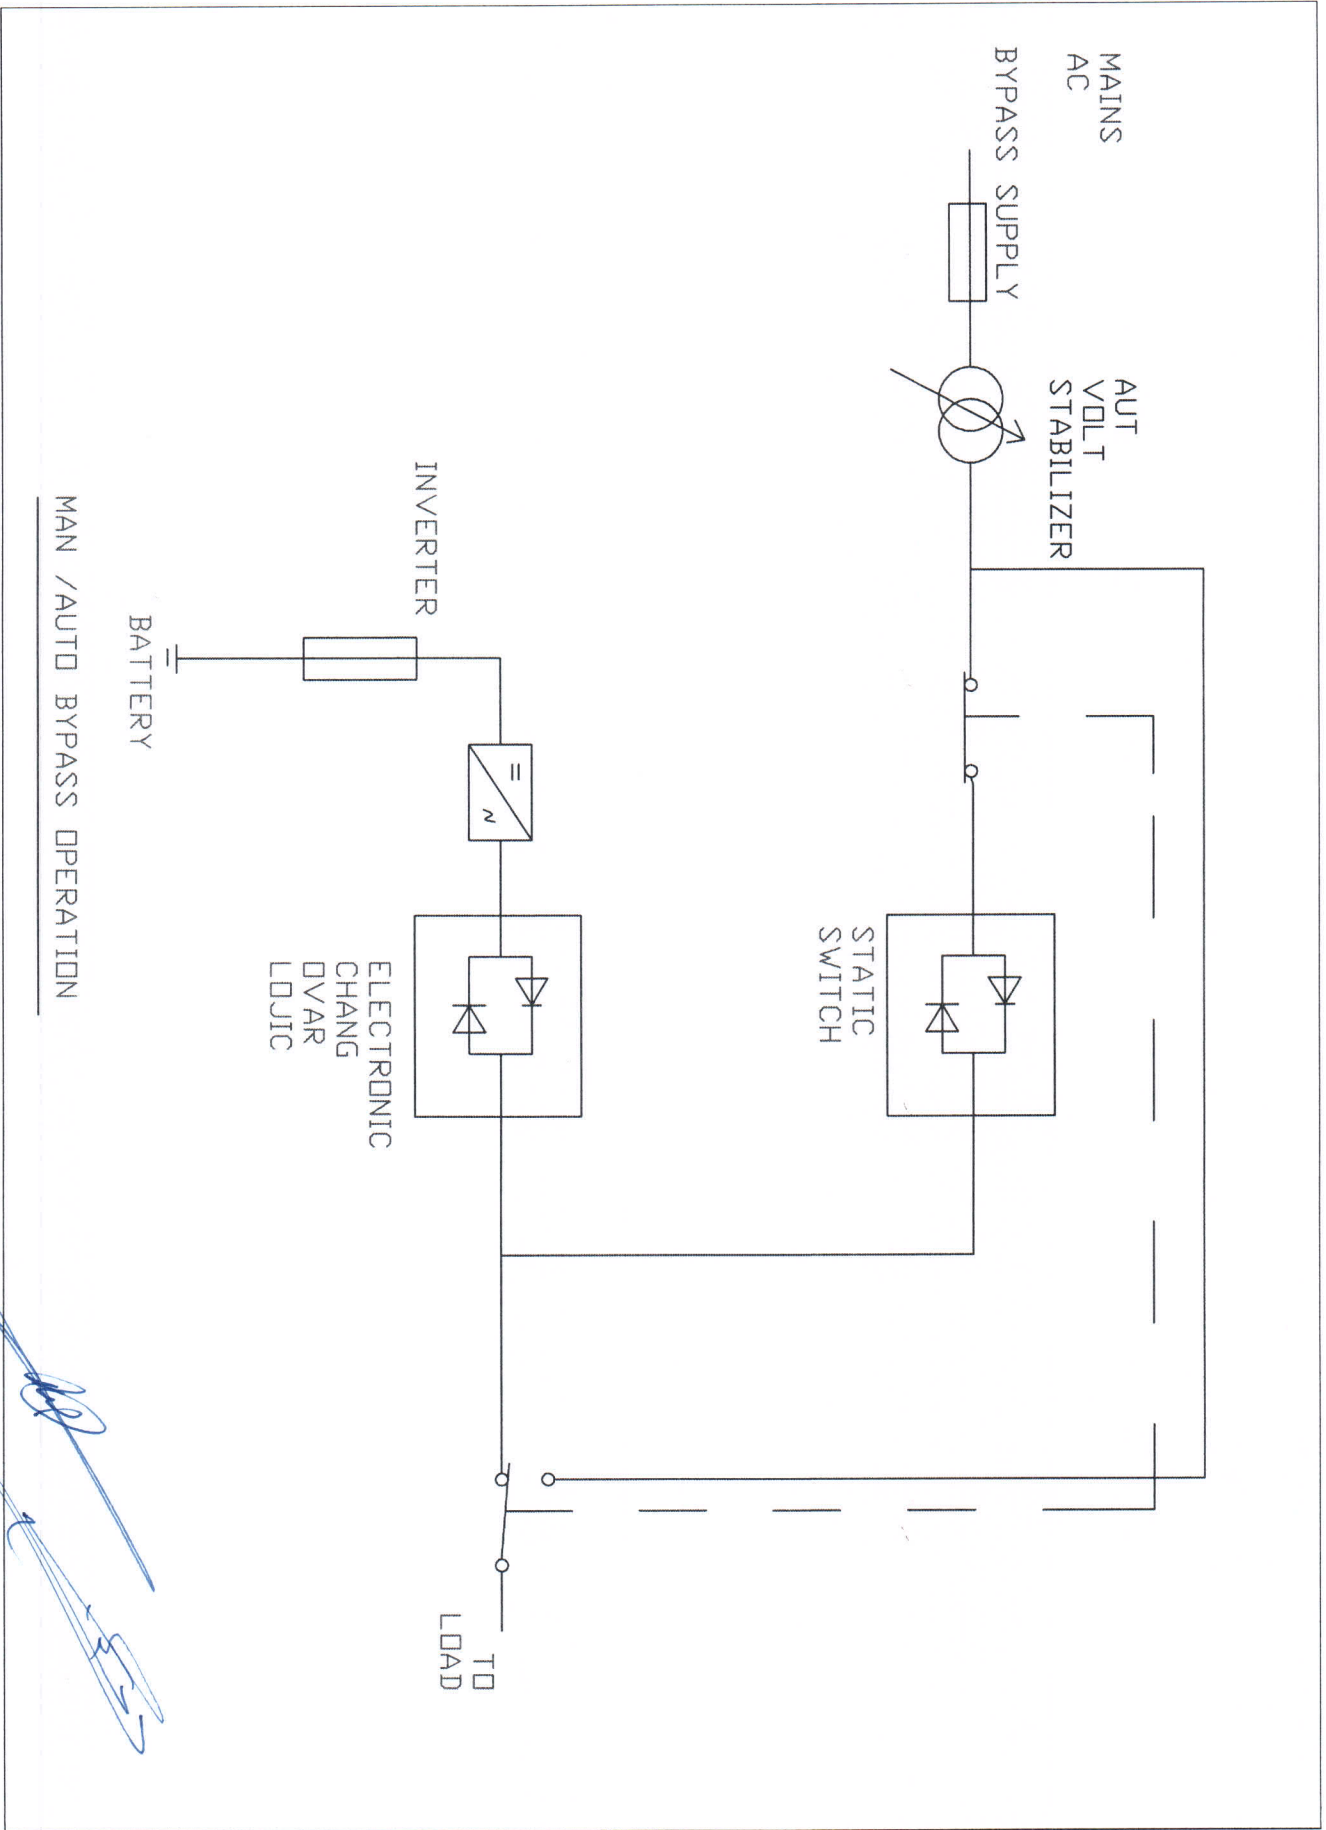 MAINS
AC
BYPASS SUPPLY
AUT
VOLT
STABILIZER
STATIC
SWITCH
INVERTER
ELECTRONIC
CHANG
OVAR
LOJIC
TO
LOAD
BATTERY
MAN /AUTO BYPASS OPERATION